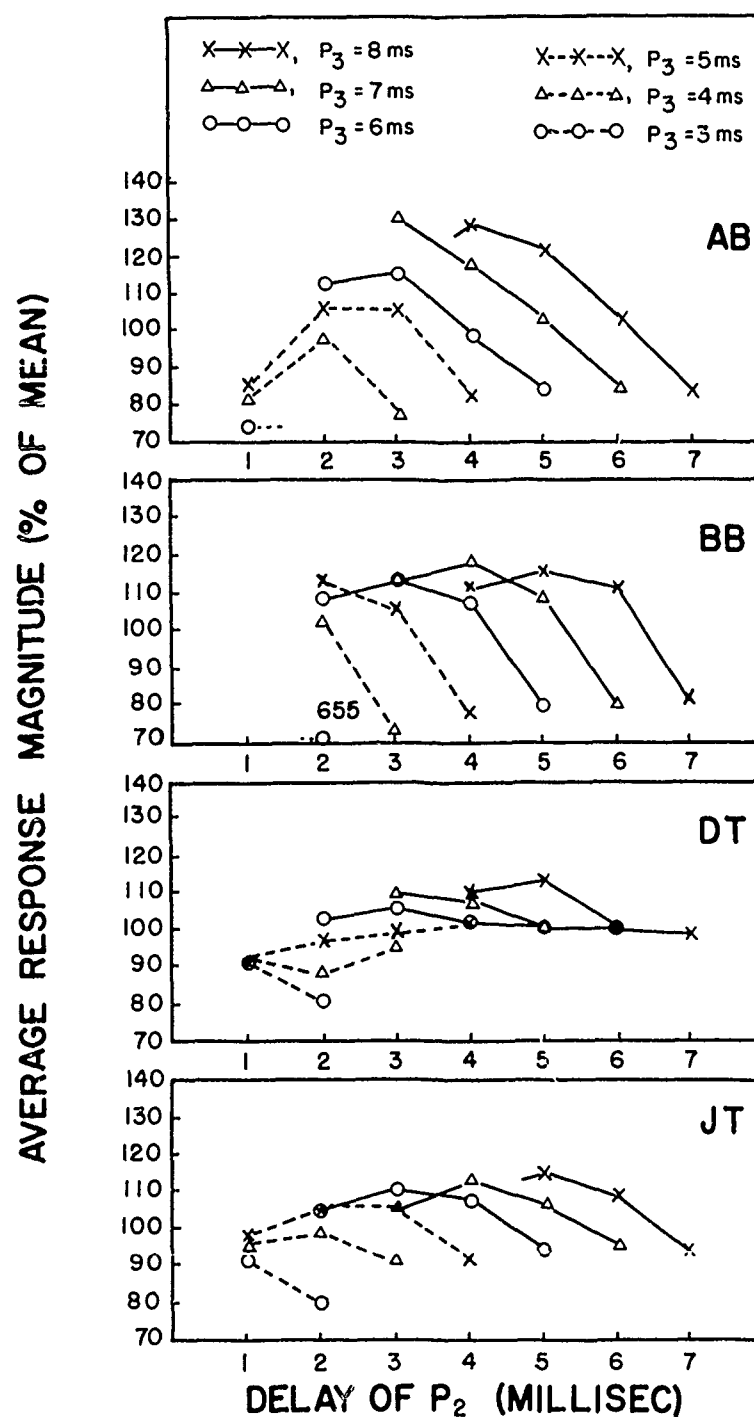 X—X—X, P3 = 8 ms
△—△—△, P3 = 7 ms
O—O—O P3 = 6 ms
X--X--X, P3 = 5 ms
△--△--△, P3 = 4 ms
O--O--O P3 = 3 ms
AVERAGE RESPONSE MAGNITUDE (% OF MEAN)
AB
140
130
120
110
100
90
80
70
1 2 3 4 5 6 7
BB
140
130
120
110
100
90
80
70
655
1 2 3 4 5 6 7
DT
140
130
120
110
100
90
80
70
1 2 3 4 5 6 7
JT
140
130
120
110
100
90
80
70
1 2 3 4 5 6 7
DELAY OF P2 (MILLISEC)